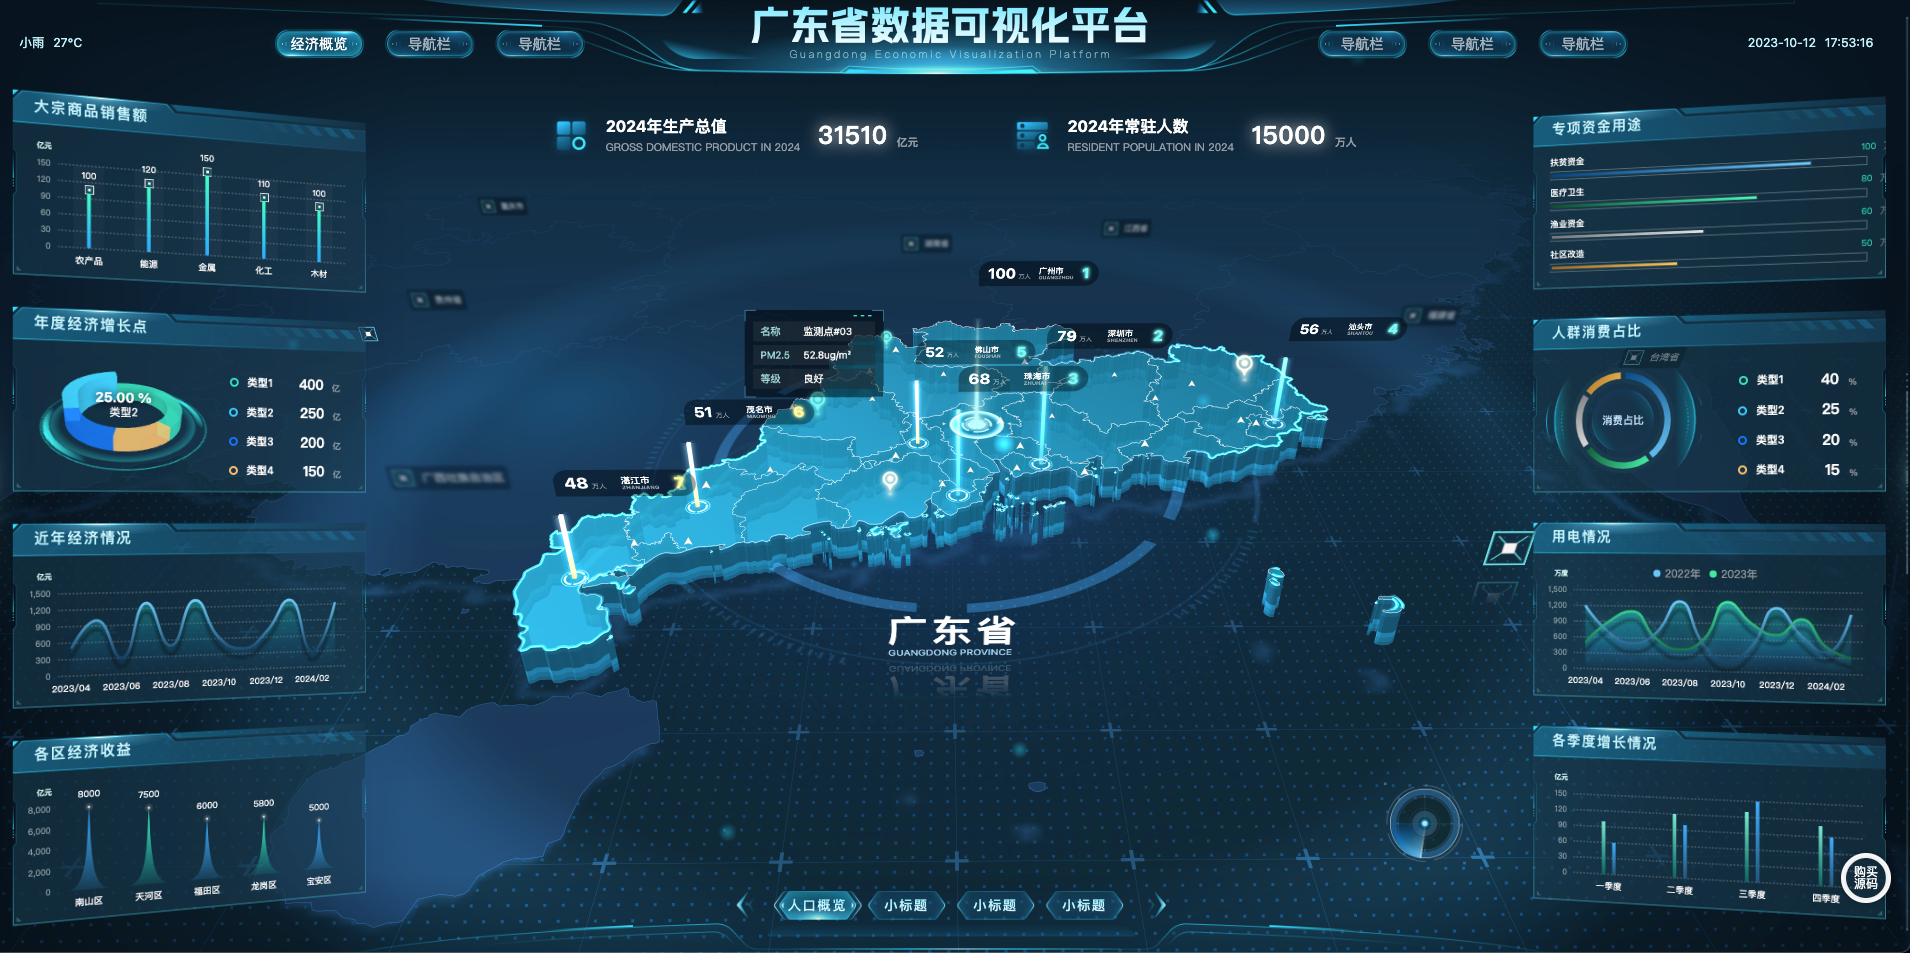 小雨 27°C
经济概览
导航栏
导航栏
广东省数据可视化平台
Guangdong Economic Visualization Platform
导航栏
导航栏
导航栏
2023-10-12 17:53:16
2024年生产总值
GROSS DOMESTIC PRODUCT IN 2024
31510 亿元
2024年常驻人数
RESIDENT POPULATION IN 2024
15000 万人
大宗商品销售额
亿元
150
120
90
60
30
0
100
120
150
110
100
农产品
能源
金属
化工
木材
年度经济增长点
25.00 %
类型2
类型1 400 亿
类型2 250 亿
类型3 200 亿
类型4 150 亿
近年经济情况
亿元
1,500
1,200
900
600
300
0
2023/04
2023/06
2023/08
2023/10
2023/12
2024/02
各区经济收益
亿元
8,000
6,000
4,000
2,000
0
8000
7500
6000
5800
5000
南山区
天河区
福田区
龙岗区
宝安区
江西省
100 万人 广州市 GUANGZHOU 1
79 万人 深圳市 SHENZHEN 2
56 万人 汕头市 SHANTOU 4
52 万人 佛山市 FOUSHAN 5
68 万人 珠海市 ZHUHAI 3
51 万人 茂名市 MAOMING 6
48 万人 湛江市 ZHANJIANG 7
名称 监测点#03
PM2.5 52.8ug/m³
等级 良好
广东省
GUANGDONG PROVINCE
人口概览
小标题
小标题
小标题
专项资金用途
扶贫资金 100
医疗卫生 80 万
渔业资金 60 万
社区改造 50 万
人群消费占比
台湾省
消费占比
类型1 40 %
类型2 25 %
类型3 20 %
类型4 15 %
用电情况
万度
2022年
2023年
1,500
1,200
900
600
300
0
2023/04
2023/06
2023/08
2023/10
2023/12
2024/02
各季度增长情况
亿元
150
120
90
60
30
0
一季度
二季度
三季度
四季度
购买
源码